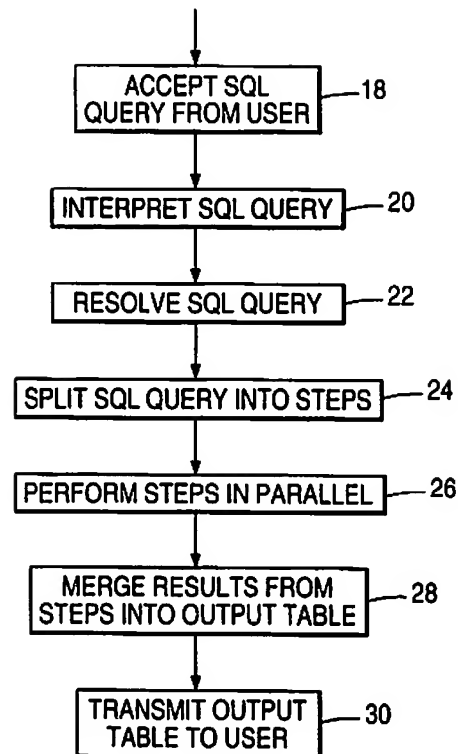 ACCEPT SQL
QUERY FROM USER
18
INTERPRET SQL QUERY
20
RESOLVE SQL QUERY
22
SPLIT SQL QUERY INTO STEPS
24
PERFORM STEPS IN PARALLEL
26
MERGE RESULTS FROM
STEPS INTO OUTPUT TABLE
28
TRANSMIT OUTPUT
TABLE TO USER
30